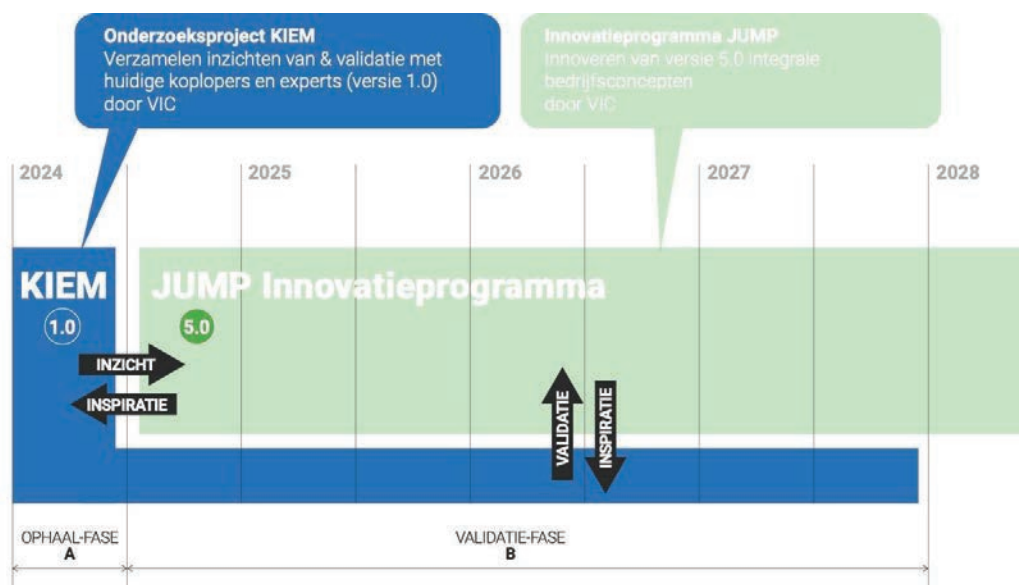 Onderzoeksproject KIEM
Verzamelen inzichten van & validatie met
huidige koplopers en experts (versie 1.0)
door VIC
Innovatieprogramma JUMP
Innoveren van versie 5.0 integrale
bedrijfsconcepten
door VIC
2024
2025
2026
2027
2028
KIEM
1.0
JUMP Innovatieprogramma
5.0
INZICHT
INSPIRATIE
VALIDATIE
INSPIRATIE
OPHAAL-FASE
A
VALIDATIE-FASE
B